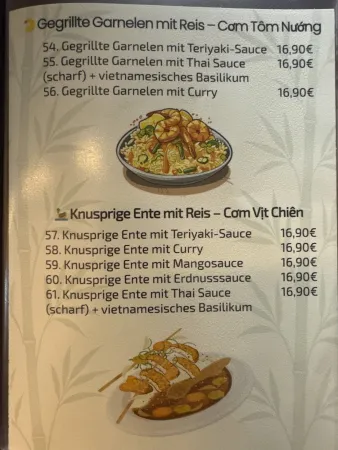 Gegrillte Garnelen mit Reis – Cơm Tôm Nướng
54. Gegrillte Garnelen mit Teriyaki-Sauce 16,90€
55. Gegrillte Garnelen mit Thai Sauce 16,90€
(scharf) + vietnamesisches Basilikum
56. Gegrillte Garnelen mit Curry 16,90€
Knusprige Ente mit Reis – Cơm Vịt Chiên
57. Knusprige Ente mit Teriyaki-Sauce 16,90€
58. Knusprige Ente mit Curry 16,90€
59. Knusprige Ente mit Mangosauce 16,90€
60. Knusprige Ente mit Erdnusssauce 16,90€
61. Knusprige Ente mit Thai Sauce 16,90€
(scharf) + vietnamesisches Basilikum